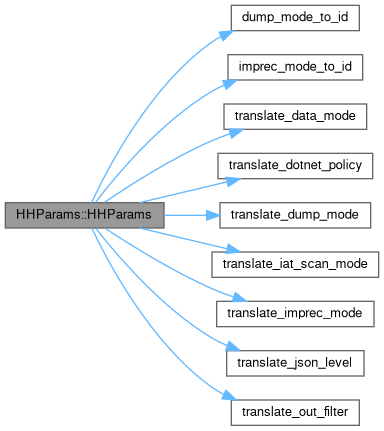 dump_mode_to_id
imprec_mode_to_id
translate_data_mode
translate_dotnet_policy
HHParams::HHParams
translate_dump_mode
translate_iat_scan_mode
translate_imprec_mode
translate_json_level
translate_out_filter